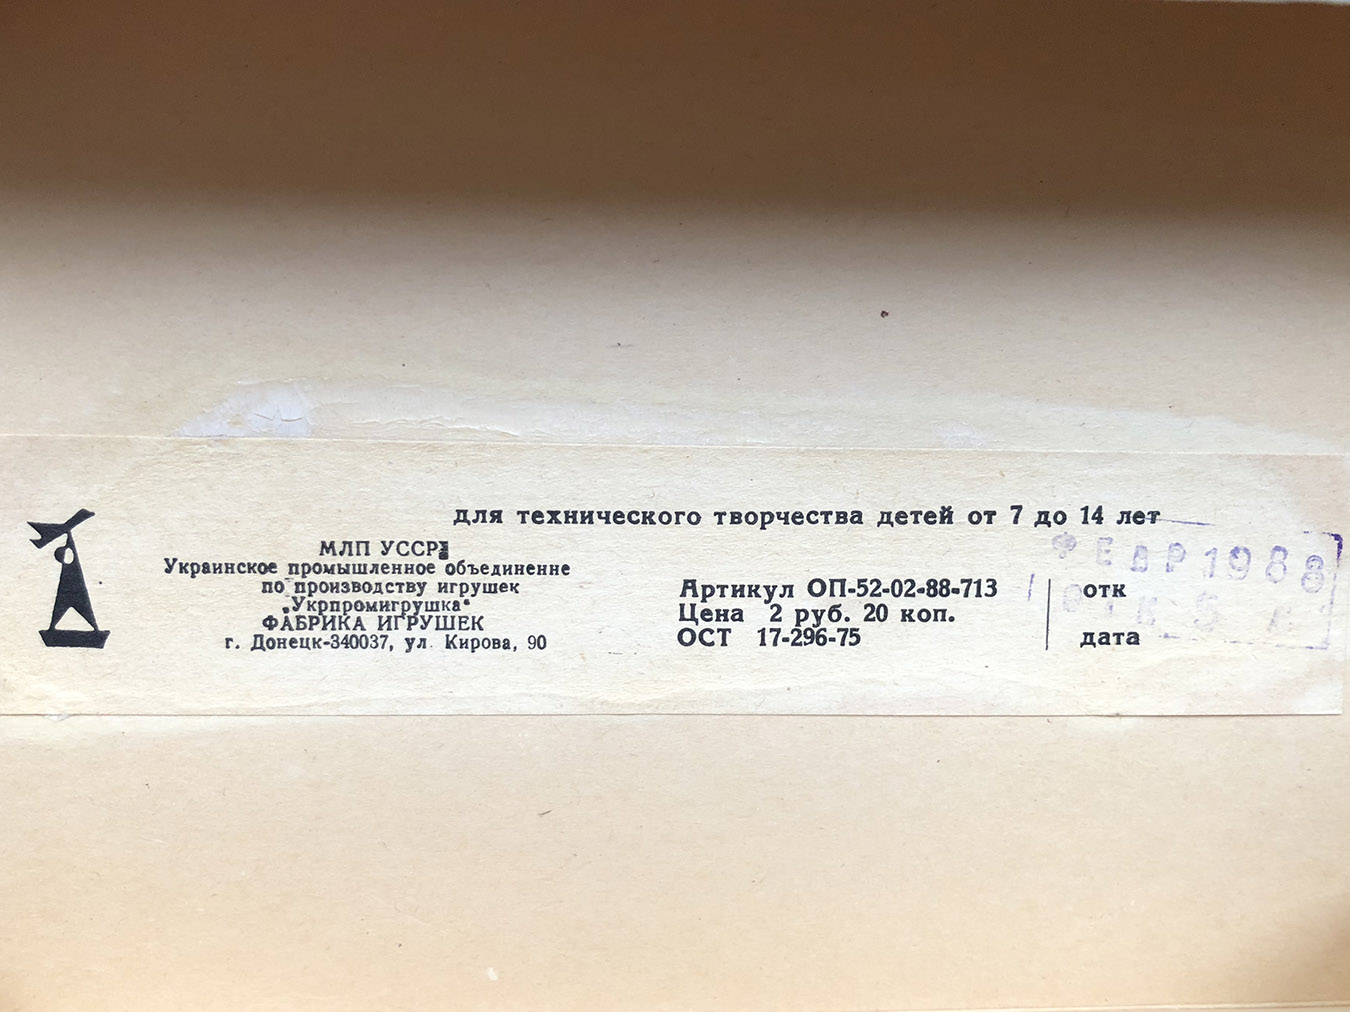 для технического творчества детей от 7 до 14 лет
МЛП УССР
Украинское промышленное объединение
по производству игрушек
„Укрпромигрушка“
ФАБРИКА ИГРУШЕК
г. Донецк-340037, ул. Кирова, 90
Артикул ОП-52-02-88-713
Цена 2 руб. 20 коп.
ОСТ 17-296-75
отк
дата
ФЕВР 1988
ОТК 5